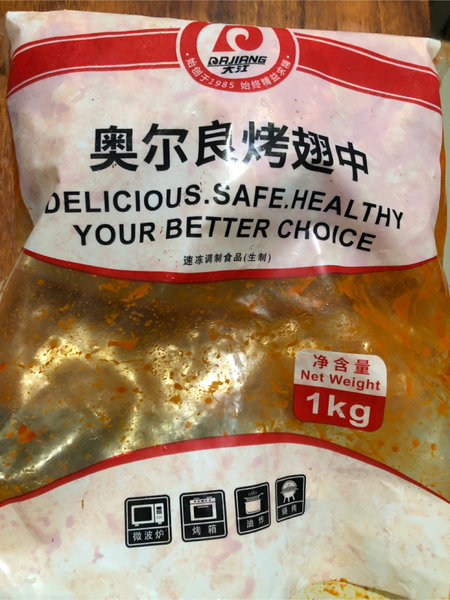 DAJIANG
大江
·始创于1985 始终精益求精·
奥尔良烤翅中
DELICIOUS.SAFE.HEALTHY
YOUR BETTER CHOICE
速冻调制食品(生制)
净含量
Net Weight
1kg
微波炉 烤箱 油炸 烧烤